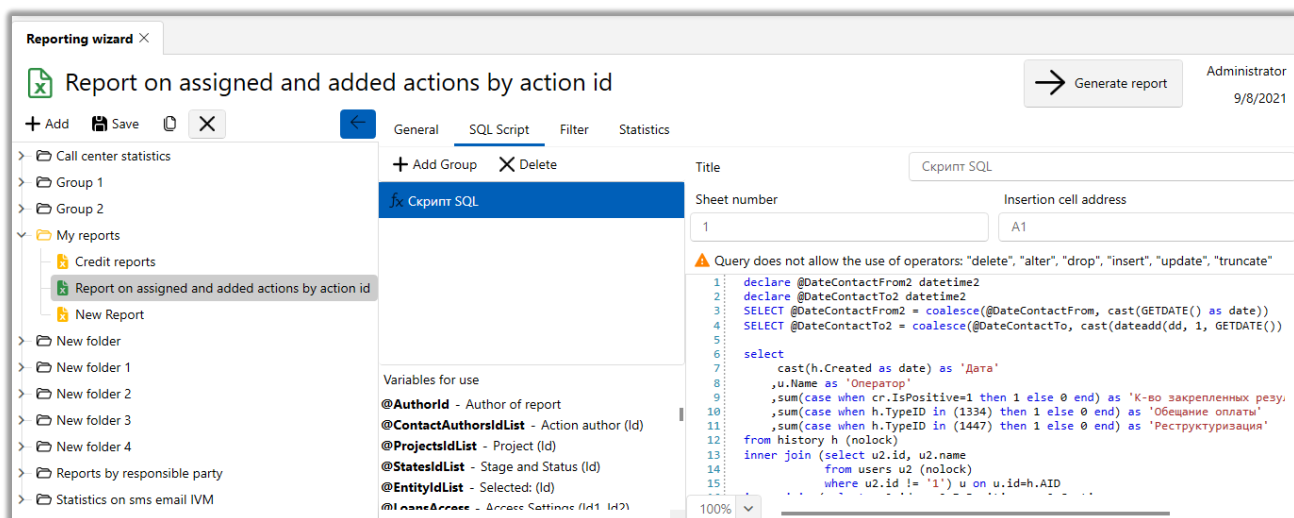 Reporting wizard
Report on assigned and added actions by action id
Generate report
Administrator
9/8/2021
Add
Save
General
SQL Script
Filter
Statistics
Call center statistics
Group 1
Group 2
My reports
Credit reports
Report on assigned and added actions by action id
New Report
New folder
New folder 1
New folder 2
New folder 3
New folder 4
Reports by responsible party
Statistics on sms email IVM
Add Group
Delete
fx Скрипт SQL
Variables for use
@AuthorId - Author of report
@ContactAuthorsIdList - Action author (Id)
@ProjectsIdList - Project (Id)
@StatesIdList - Stage and Status (Id)
@EntityIdList - Selected: (Id)
@LoansAccess - Access Settings (Id1, Id2)
Title
Скрипт SQL
Sheet number
Insertion cell address
1
A1
Query does not allow the use of operators: "delete", "alter", "drop", "insert", "update", "truncate"
1 declare @DateContactFrom2 datetime2
2 declare @DateContactTo2 datetime2
3 SELECT @DateContactFrom2 = coalesce(@DateContactFrom, cast(GETDATE() as date))
4 SELECT @DateContactTo2 = coalesce(@DateContactTo, cast(dateadd(dd, 1, GETDATE())
5
6 select
7 cast(h.Created as date) as 'Дата'
8 ,u.Name as 'Оператор'
9 ,sum(case when cr.IsPositive=1 then 1 else 0 end) as 'К-во закрепленных резул
10 ,sum(case when h.TypeID in (1334) then 1 else 0 end) as 'Обещание оплаты'
11 ,sum(case when h.TypeID in (1447) then 1 else 0 end) as 'Реструктуризация'
12 from history h (nolock)
13 inner join (select u2.id, u2.name
14 from users u2 (nolock)
15 where u2.id != '1') u on u.id=h.AID
100%